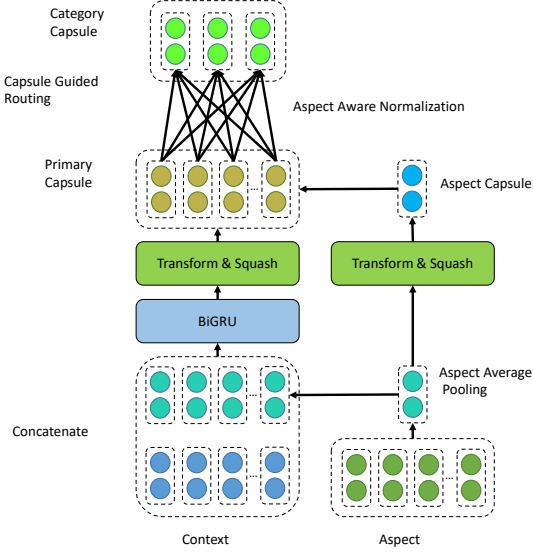 Category
Capsule
Capsule Guided
Routing
Aspect Aware Normalization
Primary
Capsule
...
Aspect Capsule
Transform & Squash
Transform & Squash
BiGRU
Aspect Average
Pooling
...
Concatenate
...
...
Context
Aspect